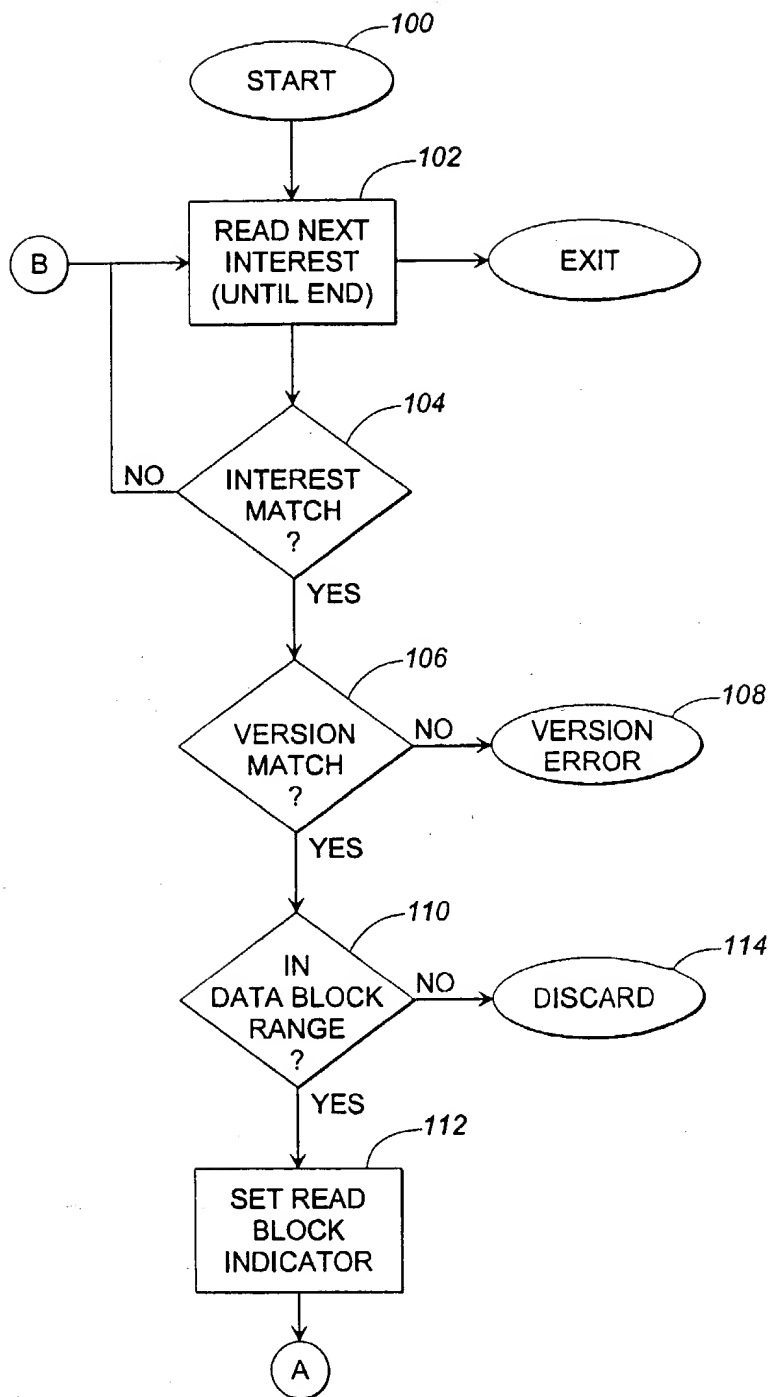 100
START
102
B
READ NEXT
INTEREST
(UNTIL END)
EXIT
104
NO
INTEREST
MATCH
?
YES
106
108
VERSION
MATCH
?
NO
VERSION
ERROR
YES
110
114
IN
DATA BLOCK
RANGE
?
NO
DISCARD
YES
112
SET READ
BLOCK
INDICATOR
A